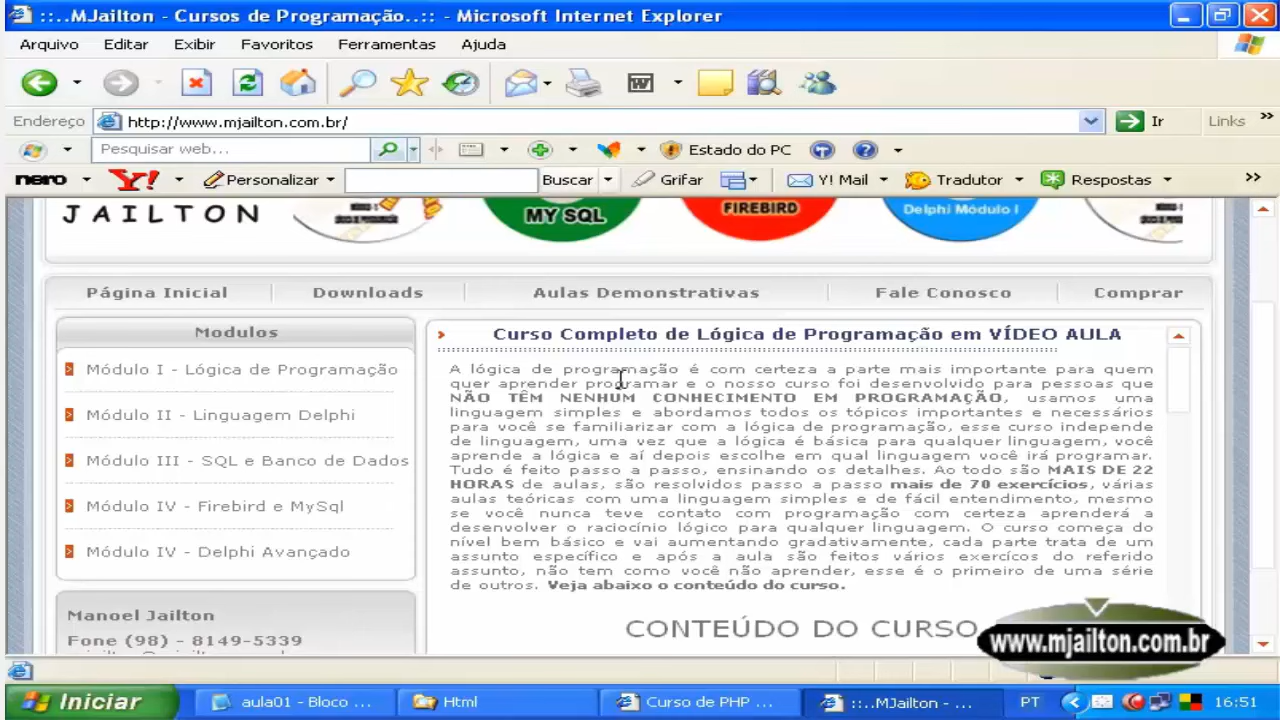 ::..MJailton - Cursos de Programação..:: - Microsoft Internet Explorer
Arquivo Editar Exibir Favoritos Ferramentas Ajuda
Endereço http://www.mjailton.com.br/ Ir Links »
Pesquisar web... Estado do PC
nero Y! Personalizar Buscar Grifar Y! Mail Tradutor Respostas »
JAILTON MY SQL FIREBIRD Delphi Módulo I
Página Inicial Downloads Aulas Demonstrativas Fale Conosco Comprar
Modulos
Módulo I - Lógica de Programação
Módulo II - Linguagem Delphi
Módulo III - SQL e Banco de Dados
Módulo IV - Firebird e MySql
Módulo IV - Delphi Avançado
Manoel Jailton
Fone (98) - 8149-5339
Curso Completo de Lógica de Programação em VÍDEO AULA
A lógica de programação é com certeza a parte mais importante para quem
quer aprender programar e o nosso curso foi desenvolvido para pessoas que
NÃO TÊM NENHUM CONHECIMENTO EM PROGRAMAÇÃO, usamos uma
linguagem simples e abordamos todos os tópicos importantes e necessários
para você se familiarizar com a lógica de programação, esse curso independe
de linguagem, uma vez que a lógica é básica para qualquer linguagem, você
aprende a lógica e aí depois escolhe em qual linguagem você irá programar.
Tudo é feito passo a passo, ensinando os detalhes. Ao todo são MAIS DE 22
HORAS de aulas, são resolvidos passo a passo mais de 70 exercícios, várias
aulas teóricas com uma linguagem simples e de fácil entendimento, mesmo
se você nunca teve contato com programação com certeza aprenderá a
desenvolver o raciocínio lógico para qualquer linguagem. O curso começa do
nível bem básico e vai aumentando gradativamente, cada parte trata de um
assunto específico e após a aula são feitos vários exercícos do referido
assunto, não tem como você não aprender, esse é o primeiro de uma série
de outros. Veja abaixo o conteúdo do curso.
CONTEÚDO DO CURSO
www.mjailton.com.br
Iniciar aula01 - Bloco ... Html Curso de PHP ... ::..MJailton - ... PT 16:51